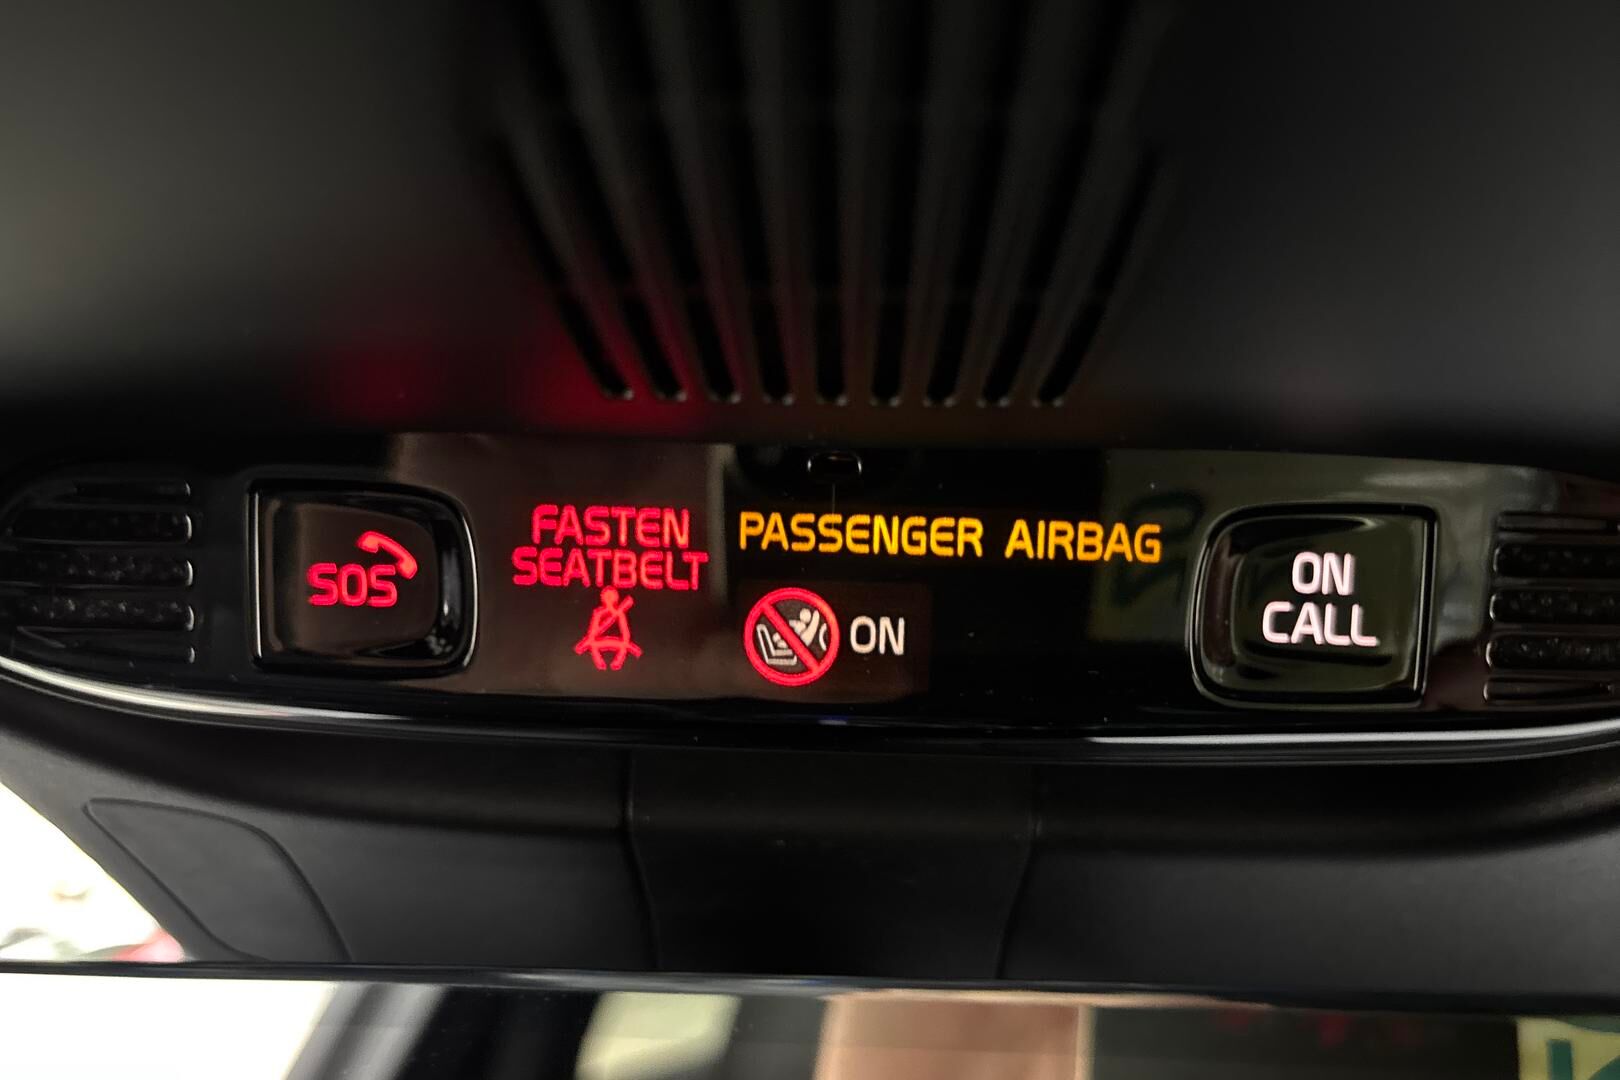 SOS
FASTEN
SEATBELT
PASSENGER AIRBAG
ON
ON
CALL